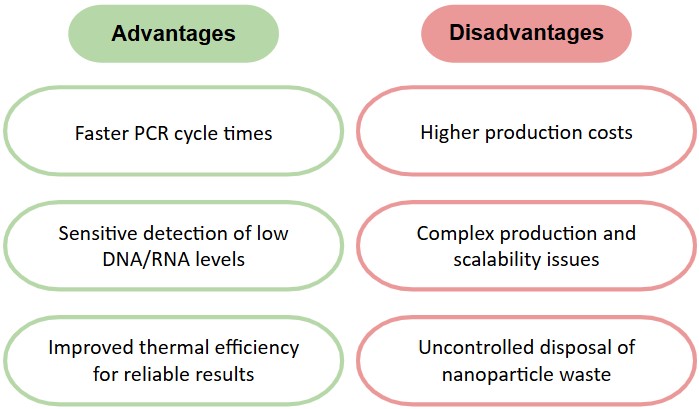 Advantages
Disadvantages
Faster PCR cycle times
Higher production costs
Sensitive detection of low
DNA/RNA levels
Complex production and
scalability issues
Improved thermal efficiency
for reliable results
Uncontrolled disposal of
nanoparticle waste